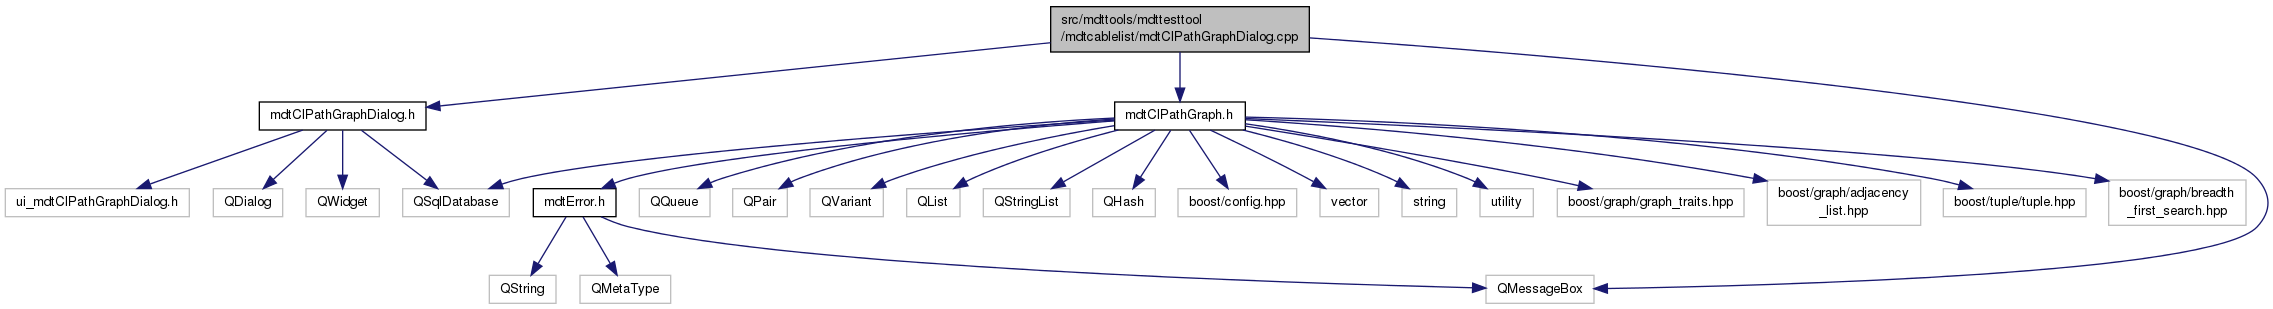 src/mdttools/mdttesttool
/mdtcablelist/mdtClPathGraphDialog.cpp
mdtClPathGraphDialog.h
mdtClPathGraph.h
ui_mdtClPathGraphDialog.h
QDialog
QWidget
QSqlDatabase
mdtError.h
QQueue
QPair
QVariant
QList
QStringList
QHash
boost/config.hpp
vector
string
utility
boost/graph/graph_traits.hpp
boost/graph/adjacency
_list.hpp
boost/tuple/tuple.hpp
boost/graph/breadth
_first_search.hpp
QString
QMetaType
QMessageBox